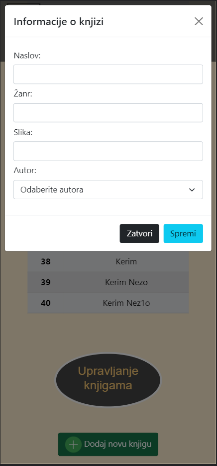 Informacije o knjizi
Naslov:
Žanr:
Slika:
Autor:
Odaberite autora
Zatvori Spremi
38 Kerim
39 Kerim Nezo
40 Kerim Nez1o
Upravljanje
knjigama
Dodaj novu knjigu